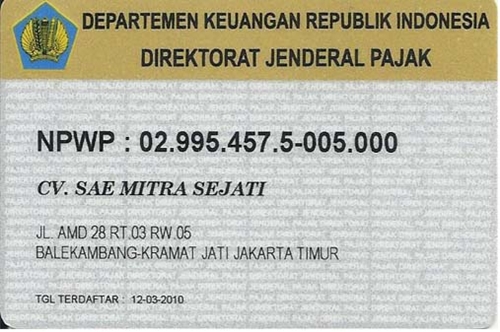 DEPARTEMEN KEUANGAN REPUBLIK INDONESIA
DIREKTORAT JENDERAL PAJAK
NPWP : 02.995.457.5-005.000
CV. SAE MITRA SEJATI
JL. AMD 28 RT.03 RW.05
BALEKAMBANG-KRAMAT JATI JAKARTA TIMUR
TGL TERDAFTAR : 12-03-2010